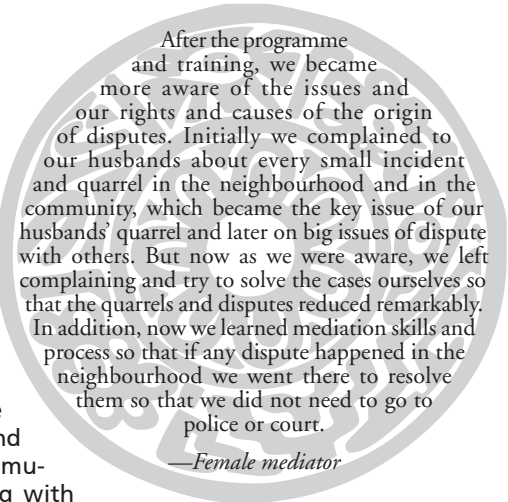 After the programme
and training, we became
more aware of the issues and
our rights and causes of the origin
of disputes. Initially we complained to
our husbands about every small incident
and quarrel in the neighbourhood and in the
community, which became the key issue of our
husbands' quarrel and later on big issues of dispute
with others. But now as we were aware, we left
complaining and try to solve the cases ourselves so
that the quarrels and disputes reduced remarkably.
In addition, now we learned mediation skills and
process so that if any dispute happened in the
neighbourhood we went there to resolve
them so that we did not need to go to
police or court.
—Female mediator
nd
mu-
g with